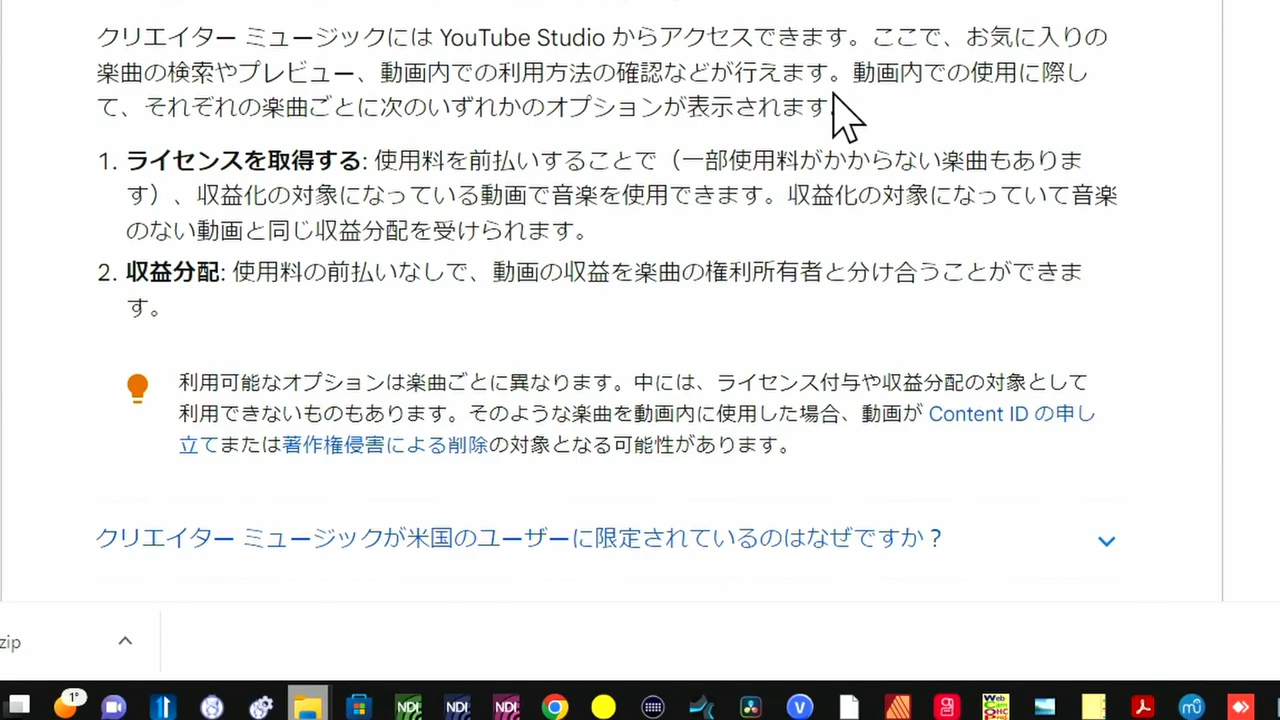 クリエイター ミュージックには YouTube Studio からアクセスできます。ここで、お気に入りの
楽曲の検索やプレビュー、動画内での利用方法の確認などが行えます。動画内での使用に際し
て、それぞれの楽曲ごとに次のいずれかのオプションが表示されます
1. ライセンスを取得する: 使用料を前払いすることで（一部使用料がかからない楽曲もありま
す）、収益化の対象になっている動画で音楽を使用できます。収益化の対象になっていて音楽
のない動画と同じ収益分配を受けられます。
2. 収益分配: 使用料の前払いなしで、動画の収益を楽曲の権利所有者と分け合うことができま
す。
利用可能なオプションは楽曲ごとに異なります。中には、ライセンス付与や収益分配の対象として
利用できないものもあります。そのような楽曲を動画内に使用した場合、動画が Content ID の申し
立てまたは著作権侵害による削除の対象となる可能性があります。
クリエイター ミュージックが米国のユーザーに限定されているのはなぜですか？
zip
1°
NDI
NDI
NDI
V
Web
Cam
mū